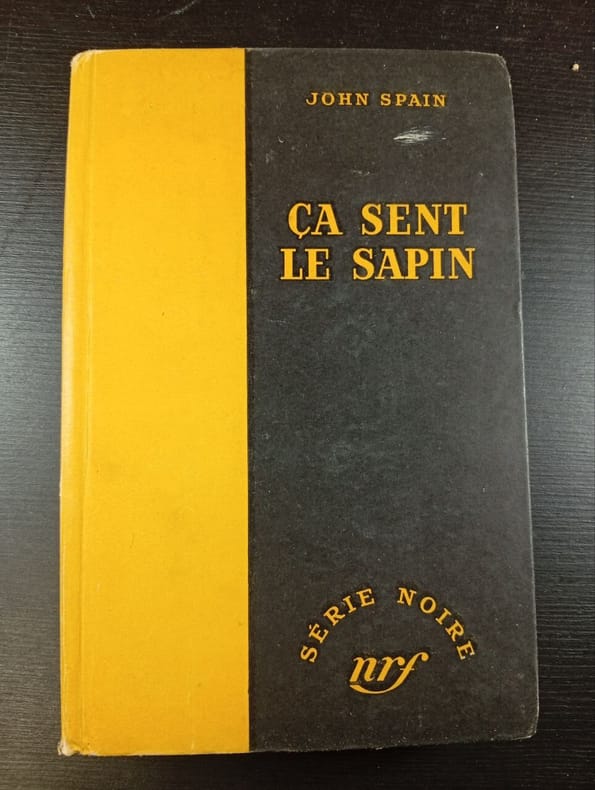 JOHN SPAIN
ÇA SENT
LE SAPIN
SÉRIE NOIRE
nrf